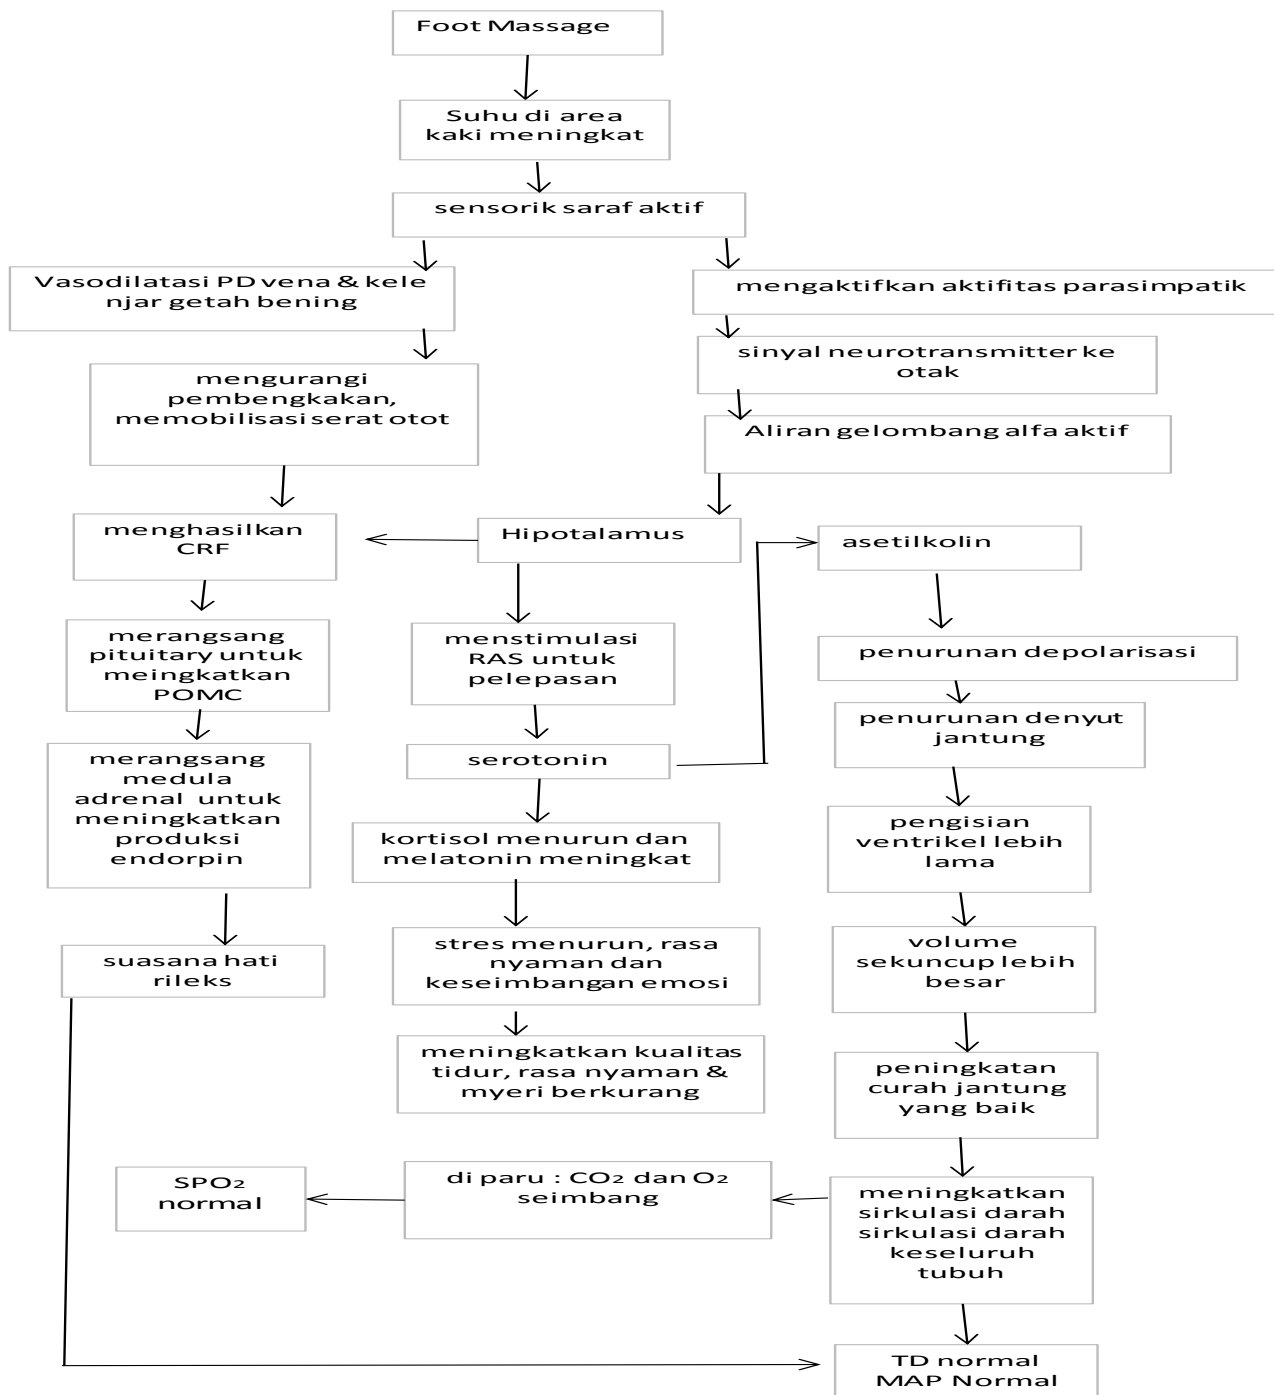 Foot Massage
Suhu di area
kaki meningkat
sensorik saraf aktif
Vasodilatasi PD vena & kele
njar getah bening
mengaktifkan aktifitas parasimpatik
sinyal neurotransmitter ke
otak
mengurangi
pembengkakan,
memobilisasi serat otot
Aliran gelombang alfa aktif
menghasilkan
CRF
Hipotalamus
asetilkolin
merangsang
pituitary untuk
meingkatkan
POMC
menstimulasi
RAS untuk
pelepasan
penurunan depolarisasi
penurunan denyut
jantung
merangsang
medula
adrenal untuk
meningkatkan
produksi
endorpin
serotonin
kortisol menurun dan
melatonin meningkat
pengisian
ventrikel lebih
lama
suasana hati
rileks
stres menurun, rasa
nyaman dan
keseimbangan emosi
volume
sekuncup lebih
besar
meningkatkan kualitas
tidur, rasa nyaman &
myeri berkurang
peningkatan
curah jantung
yang baik
SPO2
normal
di paru : CO2 dan O2
seimbang
meningkatkan
sirkulasi darah
sirkulasi darah
keseluruh
tubuh
TD normal
MAP Normal